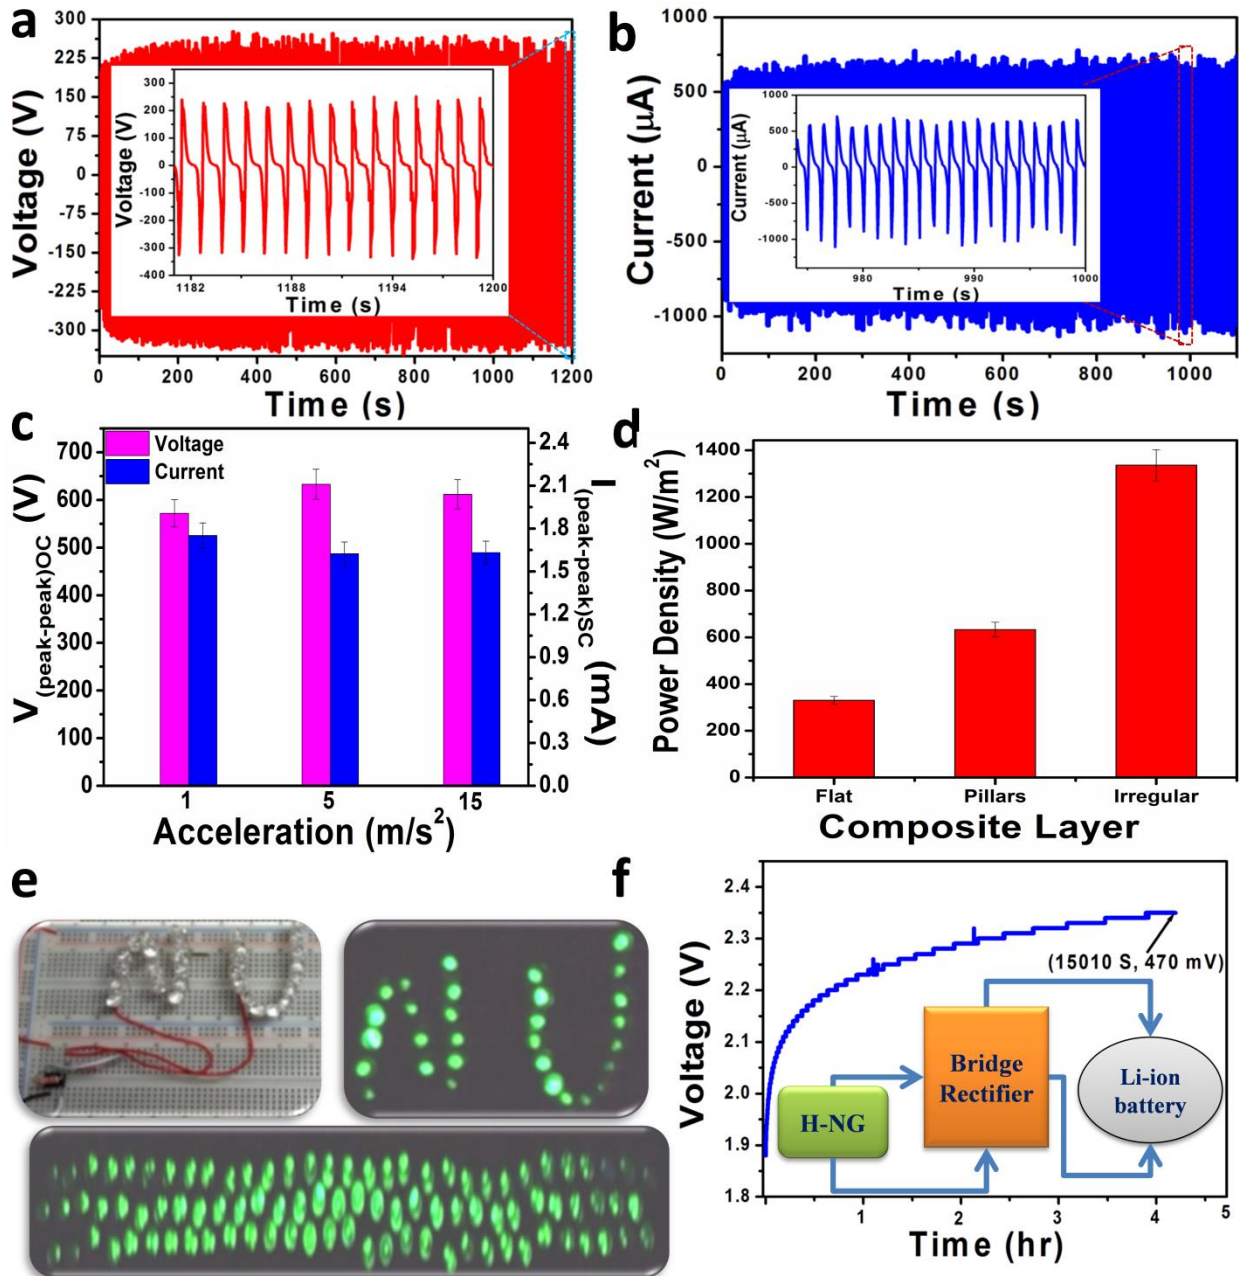 a
300
225
150
75
0
-75
-150
-225
-300
Voltage (V)
0 200 400 600 800 1000 1200
Time (s)
300
200
100
0
-100
-200
-300
-400
Voltage (V)
1182 1188 1194 1200
Time (s)
b
1000
500
0
-500
-1000
Current (μA)
0 200 400 600 800 1000
Time (s)
1000
500
0
-500
-1000
Current (μA)
980 990 1000
Time (s)
c
Voltage
Current
700
600
500
400
300
200
100
0
V(peak-peak)OC (V)
2.4
2.1
1.8
1.5
1.2
0.9
0.6
0.3
0.0
I(peak-peak)SC (mA)
1 5 15
Acceleration (m/s²)
d
1400
1200
1000
800
600
400
200
0
Power Density (W/m²)
Flat Pillars Irregular
Composite Layer
e
f
2.4
2.3
2.2
2.1
2.0
1.9
1.8
Voltage (V)
(15010 S, 470 mV)
Bridge
Rectifier
Li-ion
battery
H-NG
1 2 3 4 5
Time (hr)